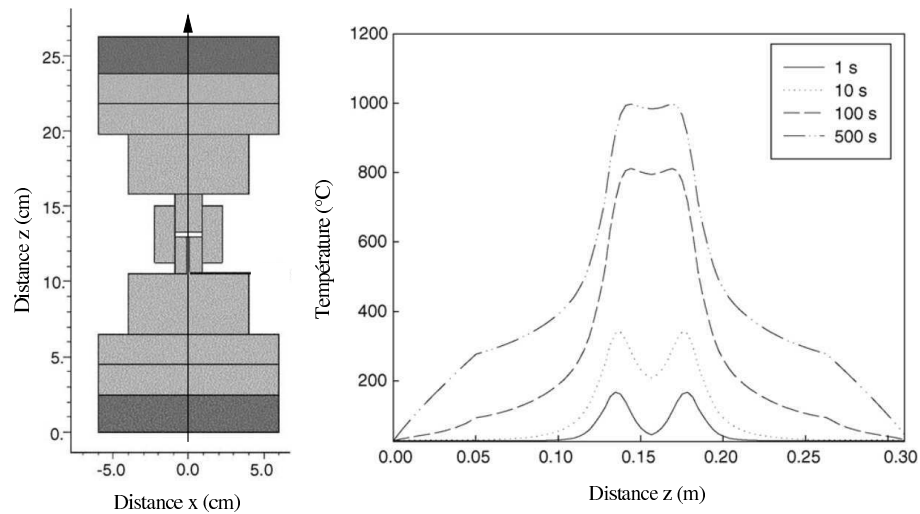 25.
20.
15.
10.
5.
0.
-5.0
0.0
5.0
Distance z (cm)
Distance x (cm)
1200
1000
800
600
400
200
0.00
0.05
0.10
0.15
0.20
0.25
0.30
Température (°C)
Distance z (m)
1 s
10 s
100 s
500 s